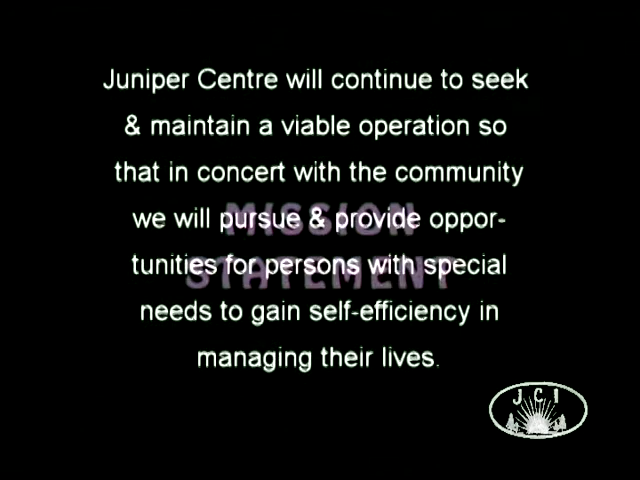 Juniper Centre will continue to seek
& maintain a viable operation so
that in concert with the community
we will pursue & provide oppor-
tunities for persons with special
needs to gain self-efficiency in
managing their lives.
MISSION
STATEMENT
J C I